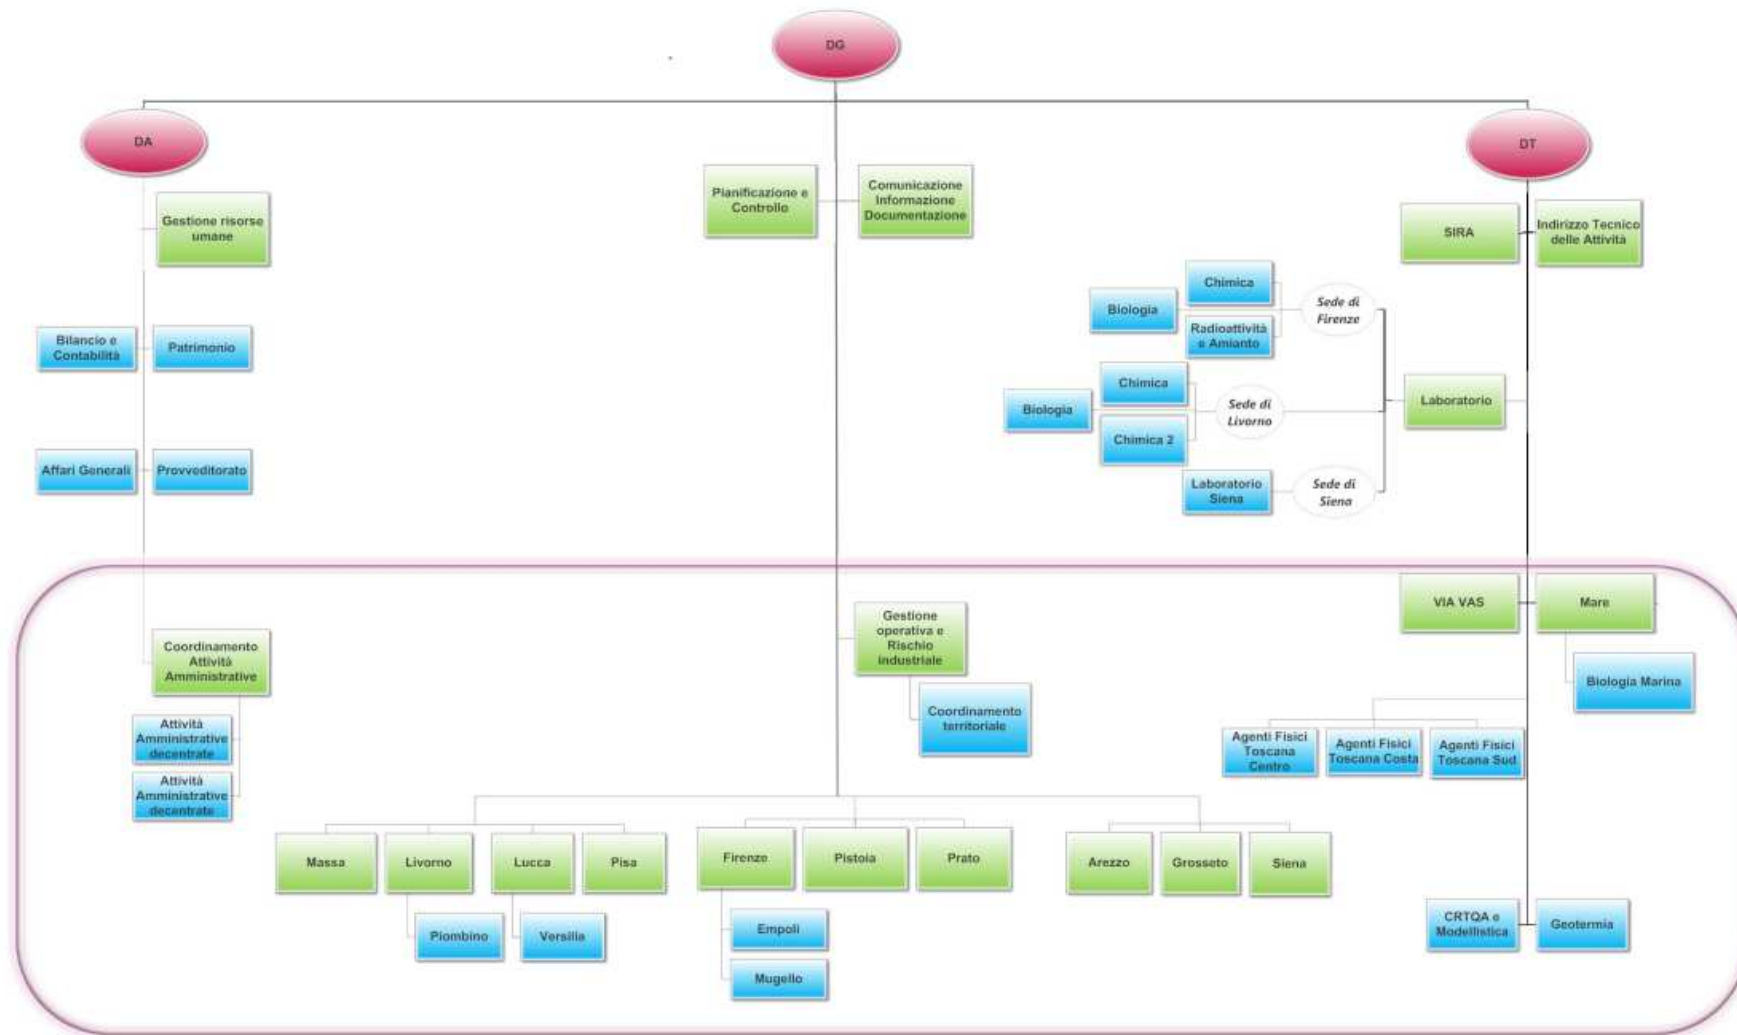 DG
DA
DT
Pianificazione e
Controllo
Comunicazione
Informazione
Documentazione
Gestione risorse
umane
SIRA
Indirizzo Tecnico
delle Attività
Chimica
Biologia
Radioattività
e Amianto
Sede di
Firenze
Bilancio e
Contabilità
Patrimonio
Chimica
Biologia
Chimica 2
Sede di
Livorno
Laboratorio
Affari Generali
Provveditorato
Laboratorio
Siena
Sede di
Siena
VIA VAS
Mare
Biologia Marina
Coordinamento
Attività
Amministrative
Gestione
operativa e
Rischio
industriale
Coordinamento
territoriale
Attività
Amministrative
decentrate
Attività
Amministrative
decentrate
Agenti Fisici
Toscana
Centro
Agenti Fisici
Toscana Costa
Agenti Fisici
Toscana Sud
Massa
Livorno
Lucca
Pisa
Firenze
Pistoia
Prato
Arezzo
Grosseto
Siena
Piombino
Versilia
Empoli
Mugello
CRTQA e
Modellistica
Geotermia